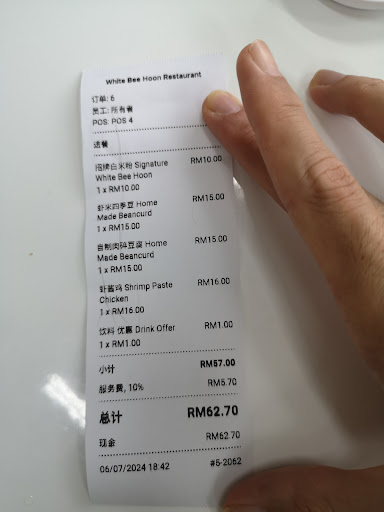 White Bee Hoon Restaurant
订单: 6
员工: 所有者
POS: POS 4
进餐
招牌白米粉 Signature White Bee Hoon RM10.00
1 x RM10.00
虾米四季豆 Home Made Beancurd RM15.00
1 x RM15.00
自制肉碎豆腐 Home Made Beancurd RM15.00
1 x RM15.00
虾酱鸡 Shrimp Paste Chicken RM16.00
1 x RM16.00
饮料 优惠 Drink Offer RM1.00
1 x RM1.00
小计 RM57.00
服务费, 10% RM5.70
总计 RM62.70
现金 RM62.70
06/07/2024 18:42 #5-2062